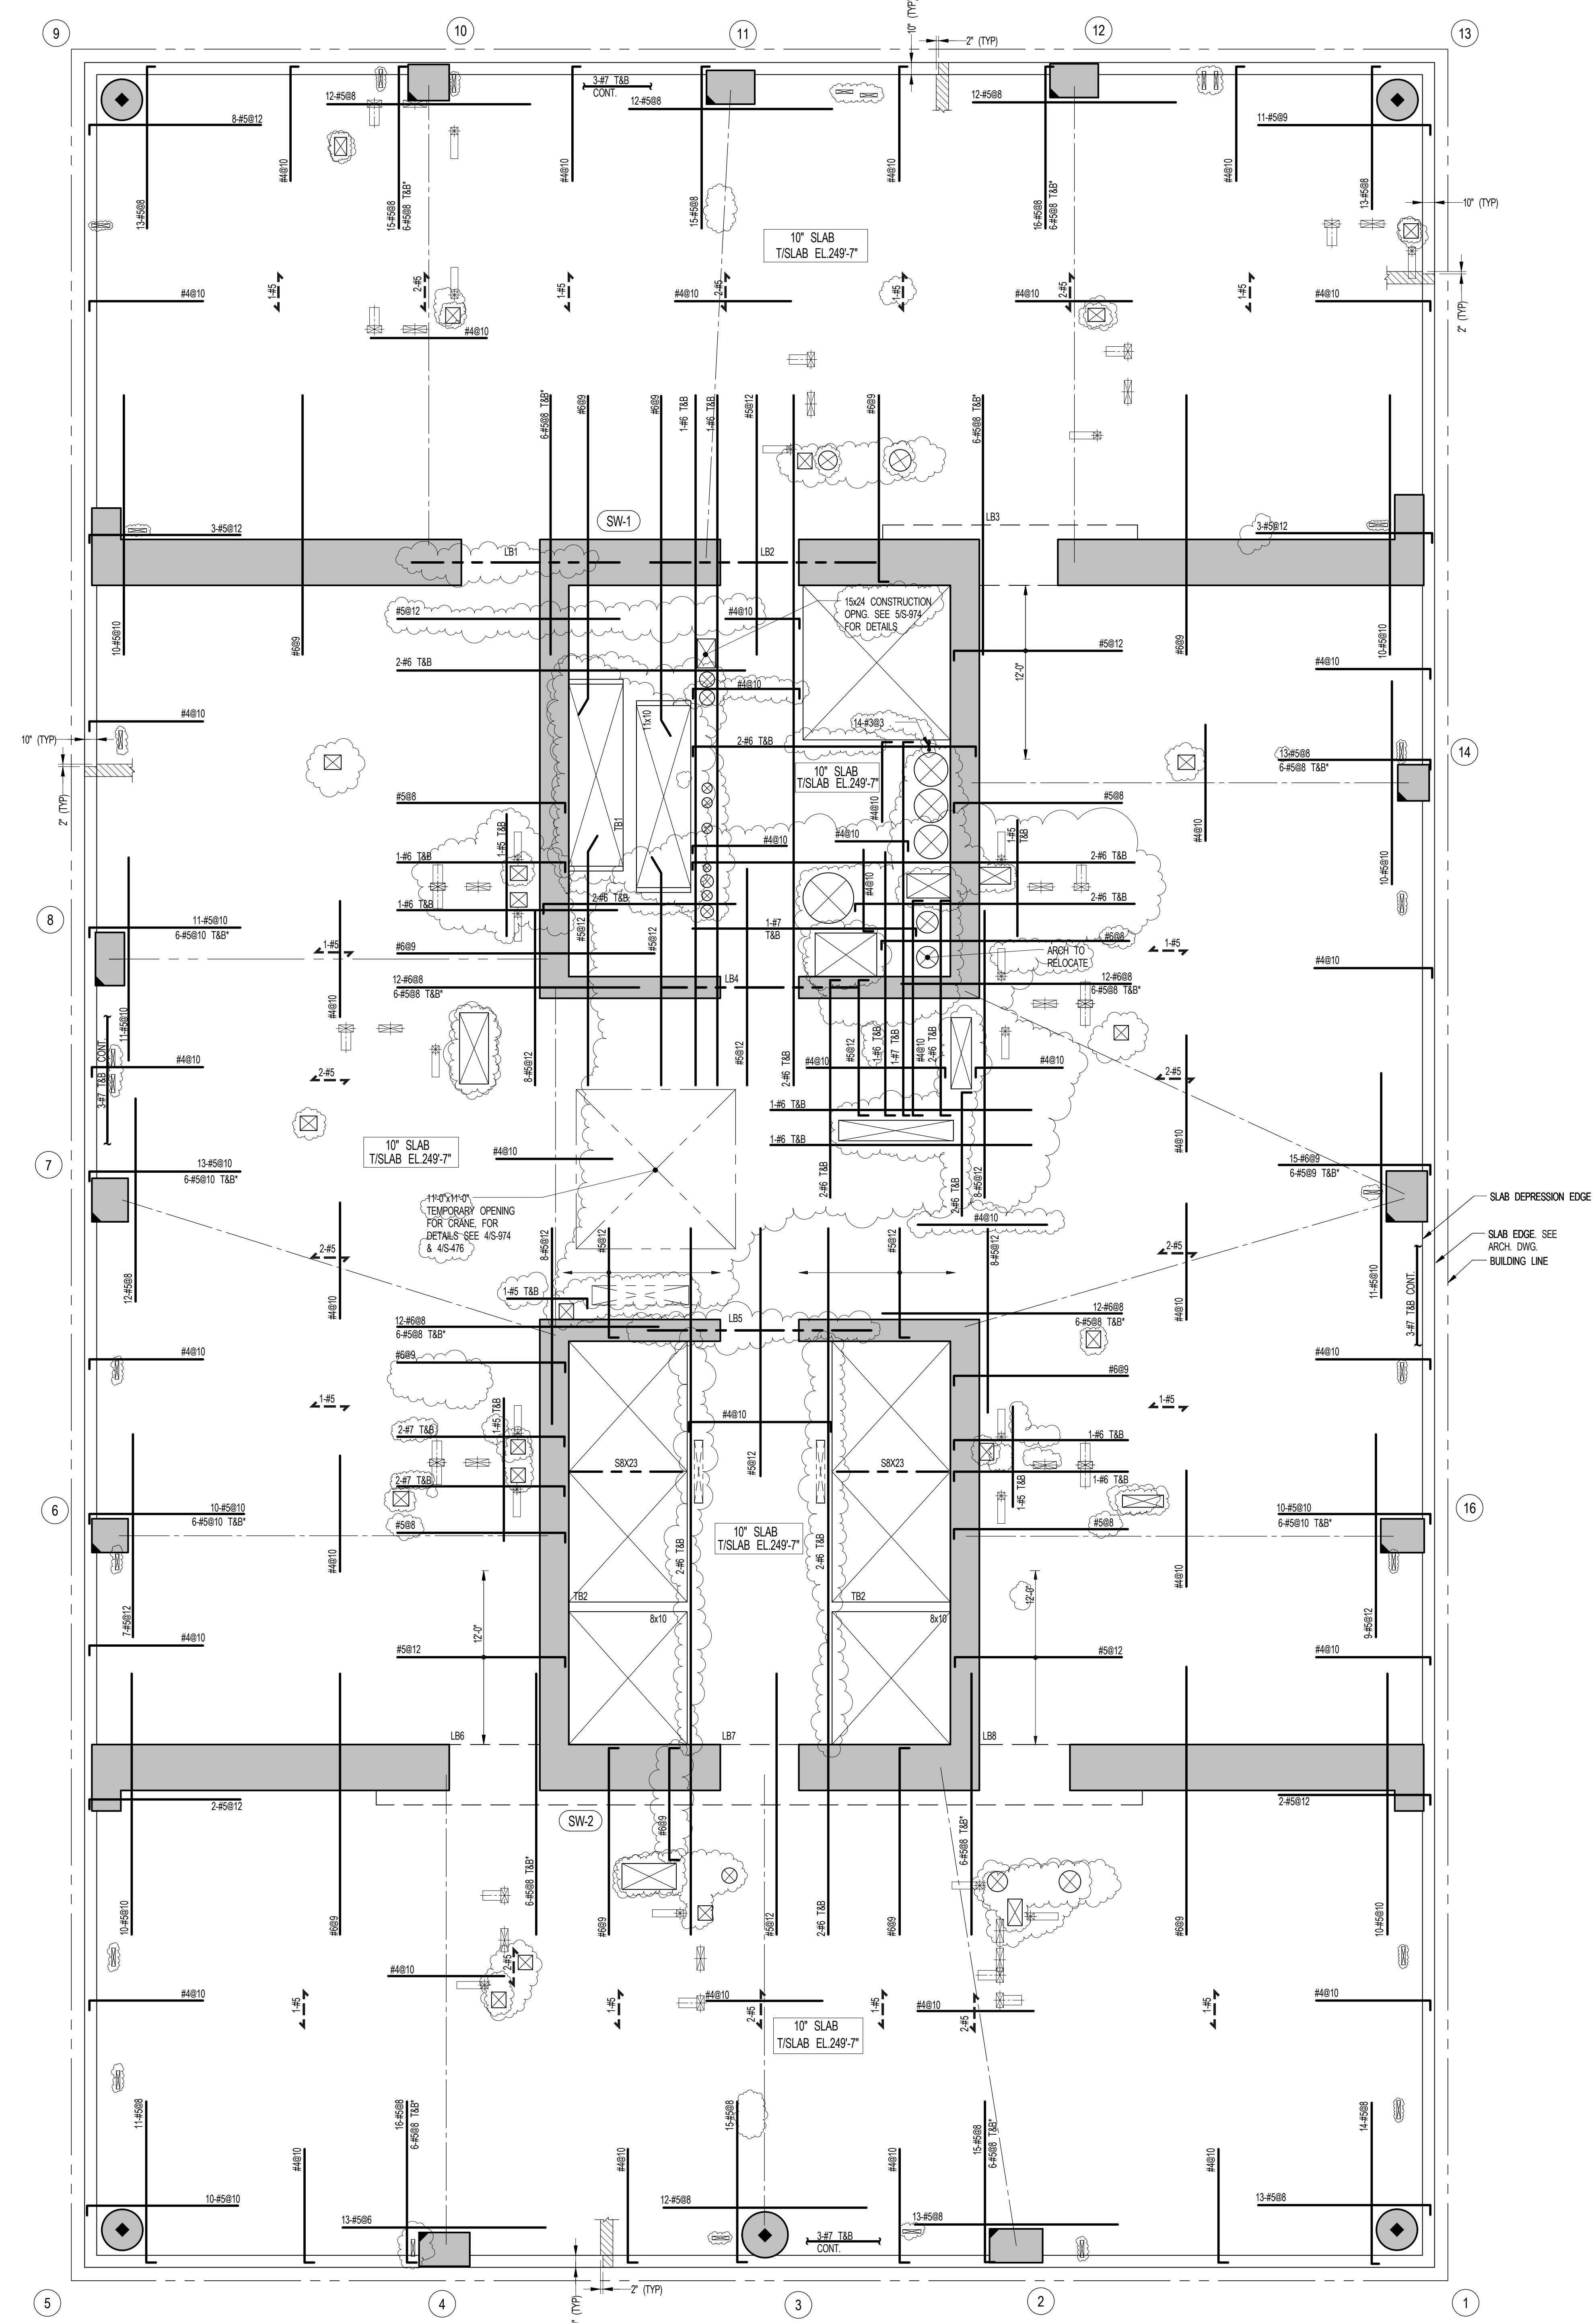 9
10
11
12
13
10" (TYP)
2" (TYP)
3-#7 T&B
CONT.
12-#5@8
12-#5@8
12-#5@8
8-#5@12
11-#5@9
13-#5@8
#4@10
15-#5@8
6-#5@8 T&B*
#4@10
15-#5@8
#4@10
16-#5@8
6-#5@8 T&B*
#4@10
13-#5@8
10" (TYP)
2" (TYP)
10" SLAB
T/SLAB EL.249'-7"
#4@10
1-#5
2-#5
1-#5
#4@10
2-#5
1-#5
#4@10
2-#5
1-#5
#4@10
#4@10
6-#5@8 T&B*
#6@9
#6@9
1-#6 T&B
1-#6 T&B
#5@12
#6@9
6-#5@8 T&B*
3-#5@12
SW-1
LB1
LB2
LB3
3-#5@12
10-#5@10
#6@9
#5@12
#4@10
15x24 CONSTRUCTION
OPNG. SEE 5/S-974
FOR DETAILS
12'-0"
#5@12
#6@9
10-#5@10
2-#6 T&B
#4@10
#4@10
#4@10
11x10
14-#3@3
10" (TYP)
2" (TYP)
2-#6 T&B
13-#5@8
6-#5@8 T&B*
14
10" SLAB
T/SLAB EL.249'-7"
#5@8
TB1
#4@10
#5@8
#4@10
1-#5 T&B
#4@10
#4@10
1-#5
T&B
1-#6 T&B
2-#6 T&B
10-#5@10
#4@10
2-#6 T&B
2-#6 T&B
1-#6 T&B
8
11-#5@10
6-#5@10 T&B*
1-#7
T&B
#5@12
#5@12
1-#5
#6@9
#6@8
ARCH TO
RELOCATE
1-#5
#4@10
12-#6@8
6-#5@8 T&B*
LB4
12-#6@8
6-#5@8 T&B*
#4@10
11-#5@10
3-#7 T&B CONT.
#4@10
2-#5
8-#5@12
#5@12
2-#6 T&B
#4@10
#5@12
1-#6 T&B
1-#7 T&B
#4@10
2-#6 T&B
#4@10
2-#5
1-#6 T&B
1-#6 T&B
#4@10
7
13-#5@10
6-#5@10 T&B*
10" SLAB
T/SLAB EL.249'-7"
#4@10
2-#6 T&B
2-#6 T&B
8-#5@12
15-#6@9
6-#5@9 T&B*
11'-0"x11'-0"
TEMPORARY OPENING
FOR CRANE, FOR
DETAILS SEE 4/S-974
& 4/S-476
#4@10
SLAB DEPRESSION EDGE
SLAB EDGE. SEE
ARCH. DWG.
BUILDING LINE
12-#5@8
2-#5
#4@10
8-#5@12
#5@12
#5@12
8-#5@12
2-#5
#4@10
11-#5@10
3-#7 T&B CONT.
1-#5 T&B
12-#6@8
6-#5@8 T&B*
LB5
12-#6@8
6-#5@8 T&B*
#4@10
#6@9
#6@9
#4@10
1-#5
1-#5 T&B
#4@10
1-#5
2-#7 T&B
1-#6 T&B
2-#7 T&B
S8X23
#5@12
S8X23
1-#6 T&B
1-#5 T&B
6
10-#5@10
6-#5@10 T&B*
#5@8
10" SLAB
T/SLAB EL.249'-7"
#5@8
10-#5@10
6-#5@10 T&B*
16
#4@10
2-#6 T&B
2-#6 T&B
#4@10
7-#5@12
TB2
TB2
8x10
8x10
12'-0"
12'-0"
9-#5@12
#4@10
#5@12
#5@12
#4@10
LB6
LB7
LB8
2-#5@12
SW-2
2-#5@12
10-#5@10
#6@9
6-#5@8 T&B*
#6@9
#6@9
#5@12
2-#6 T&B
#6@9
6-#5@8 T&B*
#6@9
10-#5@10
#4@10
2-#5
#4@10
1-#5
1-#5
#4@10
2-#5
1-#5
#4@10
2-#5
1-#5
#4@10
10" SLAB
T/SLAB EL.249'-7"
11-#5@8
#4@10
16-#5@8
6-#5@8 T&B*
#4@10
15-#5@8
#4@10
15-#5@8
6-#5@8 T&B*
#4@10
14-#5@8
10-#5@10
13-#5@6
12-#5@8
13-#5@8
13-#5@8
3-#7 T&B
CONT.
2" (TYP)
(TYP)
5
4
3
2
1